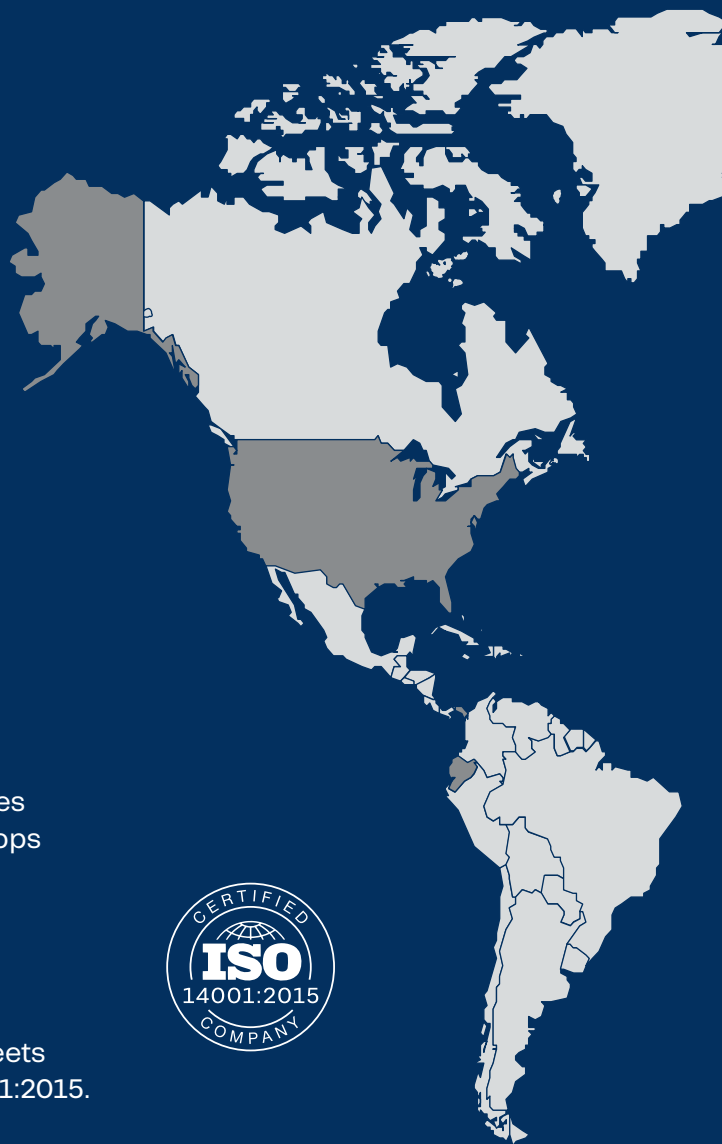 es
ops
CERTIFIED
ISO
14001:2015
COMPANY
eets
1:2015.